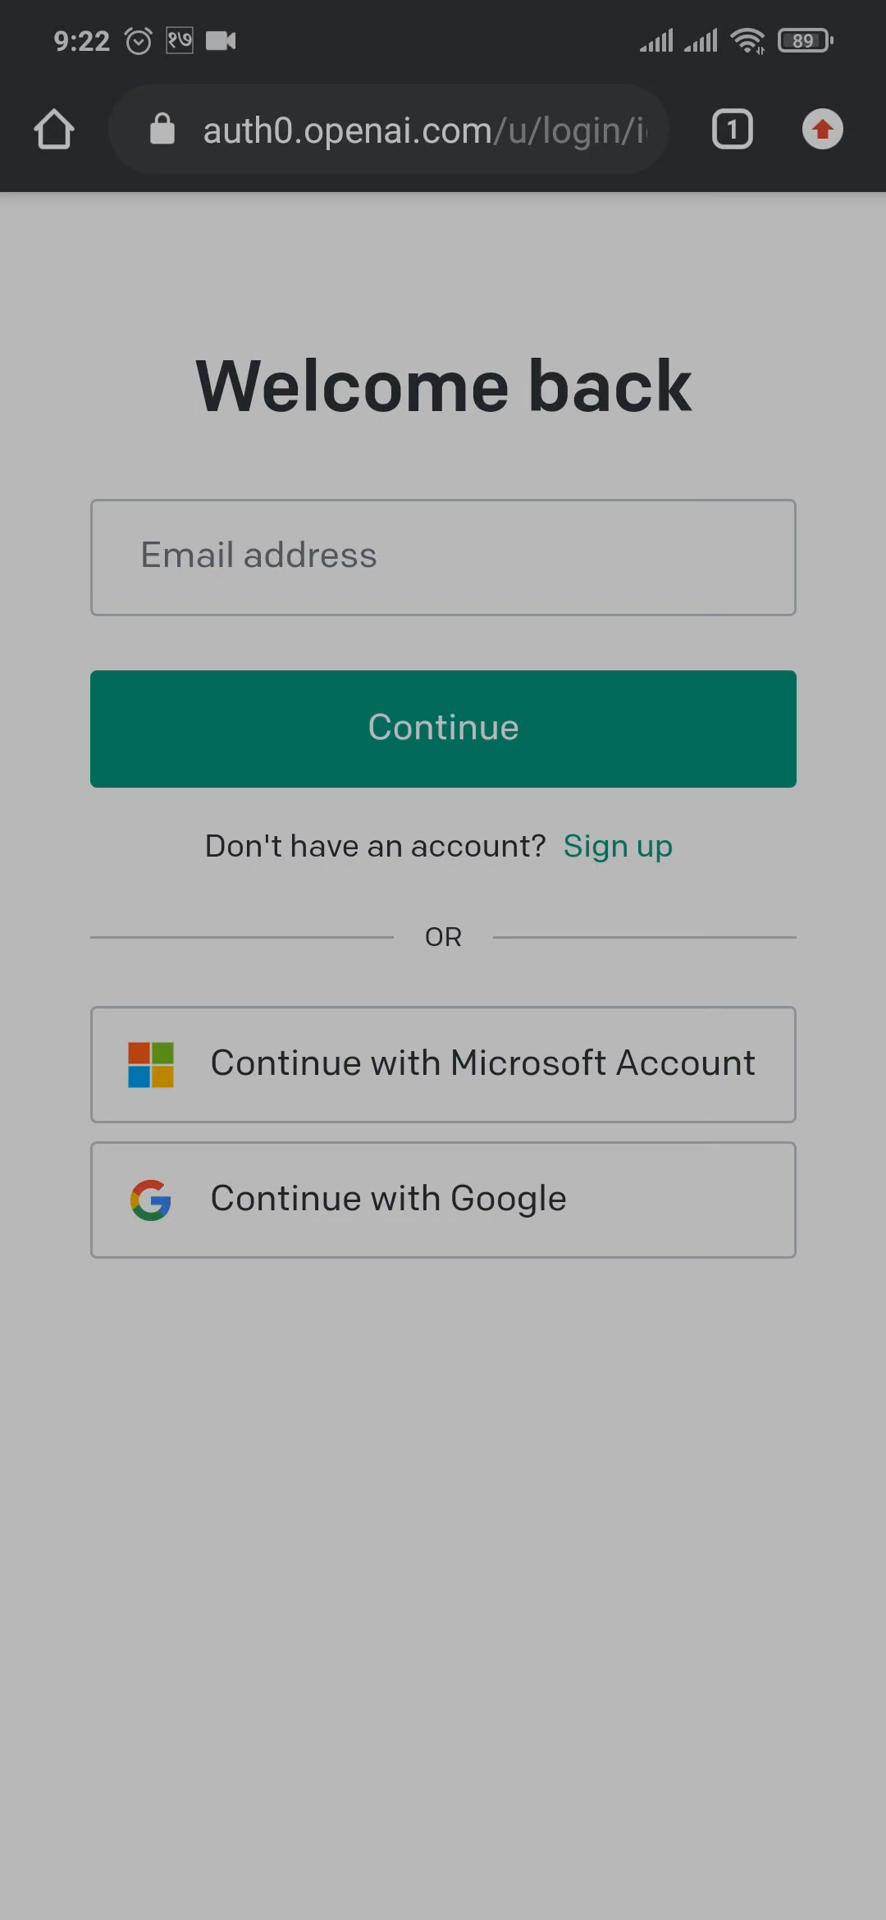 9:22 १७ 89
auth0.openai.com/u/login/i
1
Welcome back
Email address
Continue
Don't have an account? Sign up
OR
Continue with Microsoft Account
Continue with Google